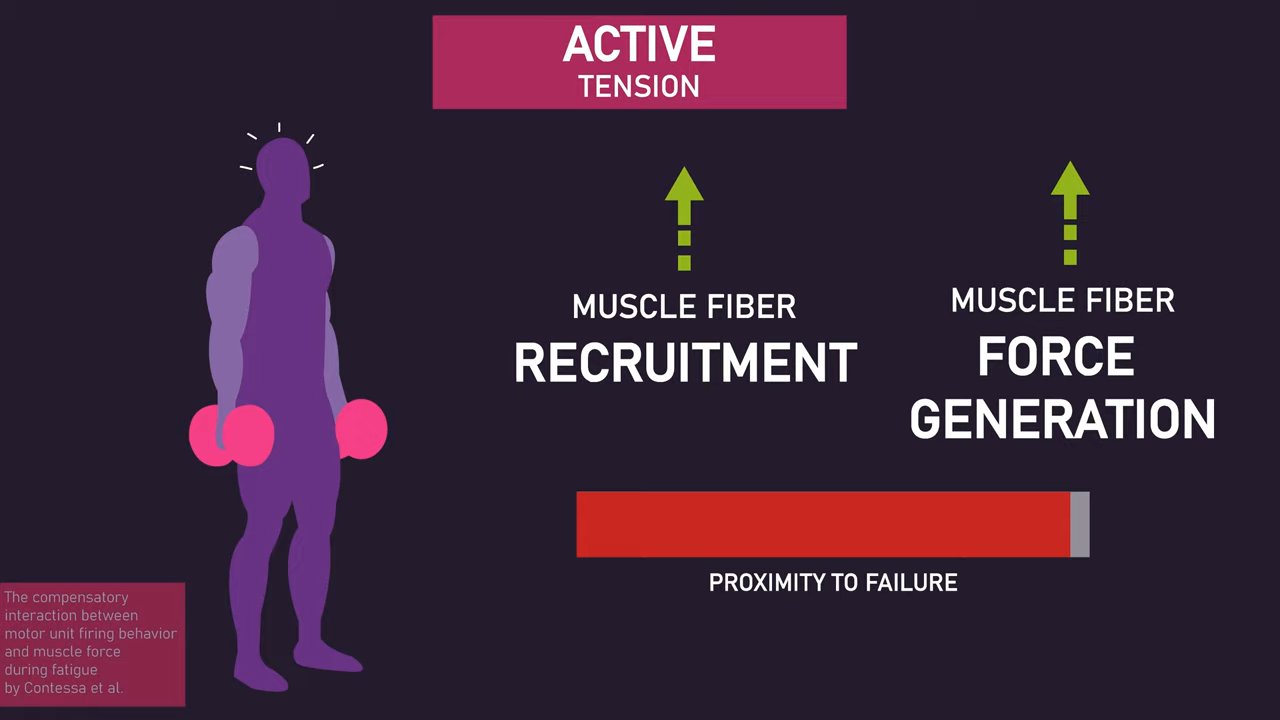 ACTIVE
TENSION
MUSCLE FIBER
RECRUITMENT
MUSCLE FIBER
FORCE
GENERATION
PROXIMITY TO FAILURE
The compensatory
interaction between
motor unit firing behavior
and muscle force
during fatigue
by Contessa et al.